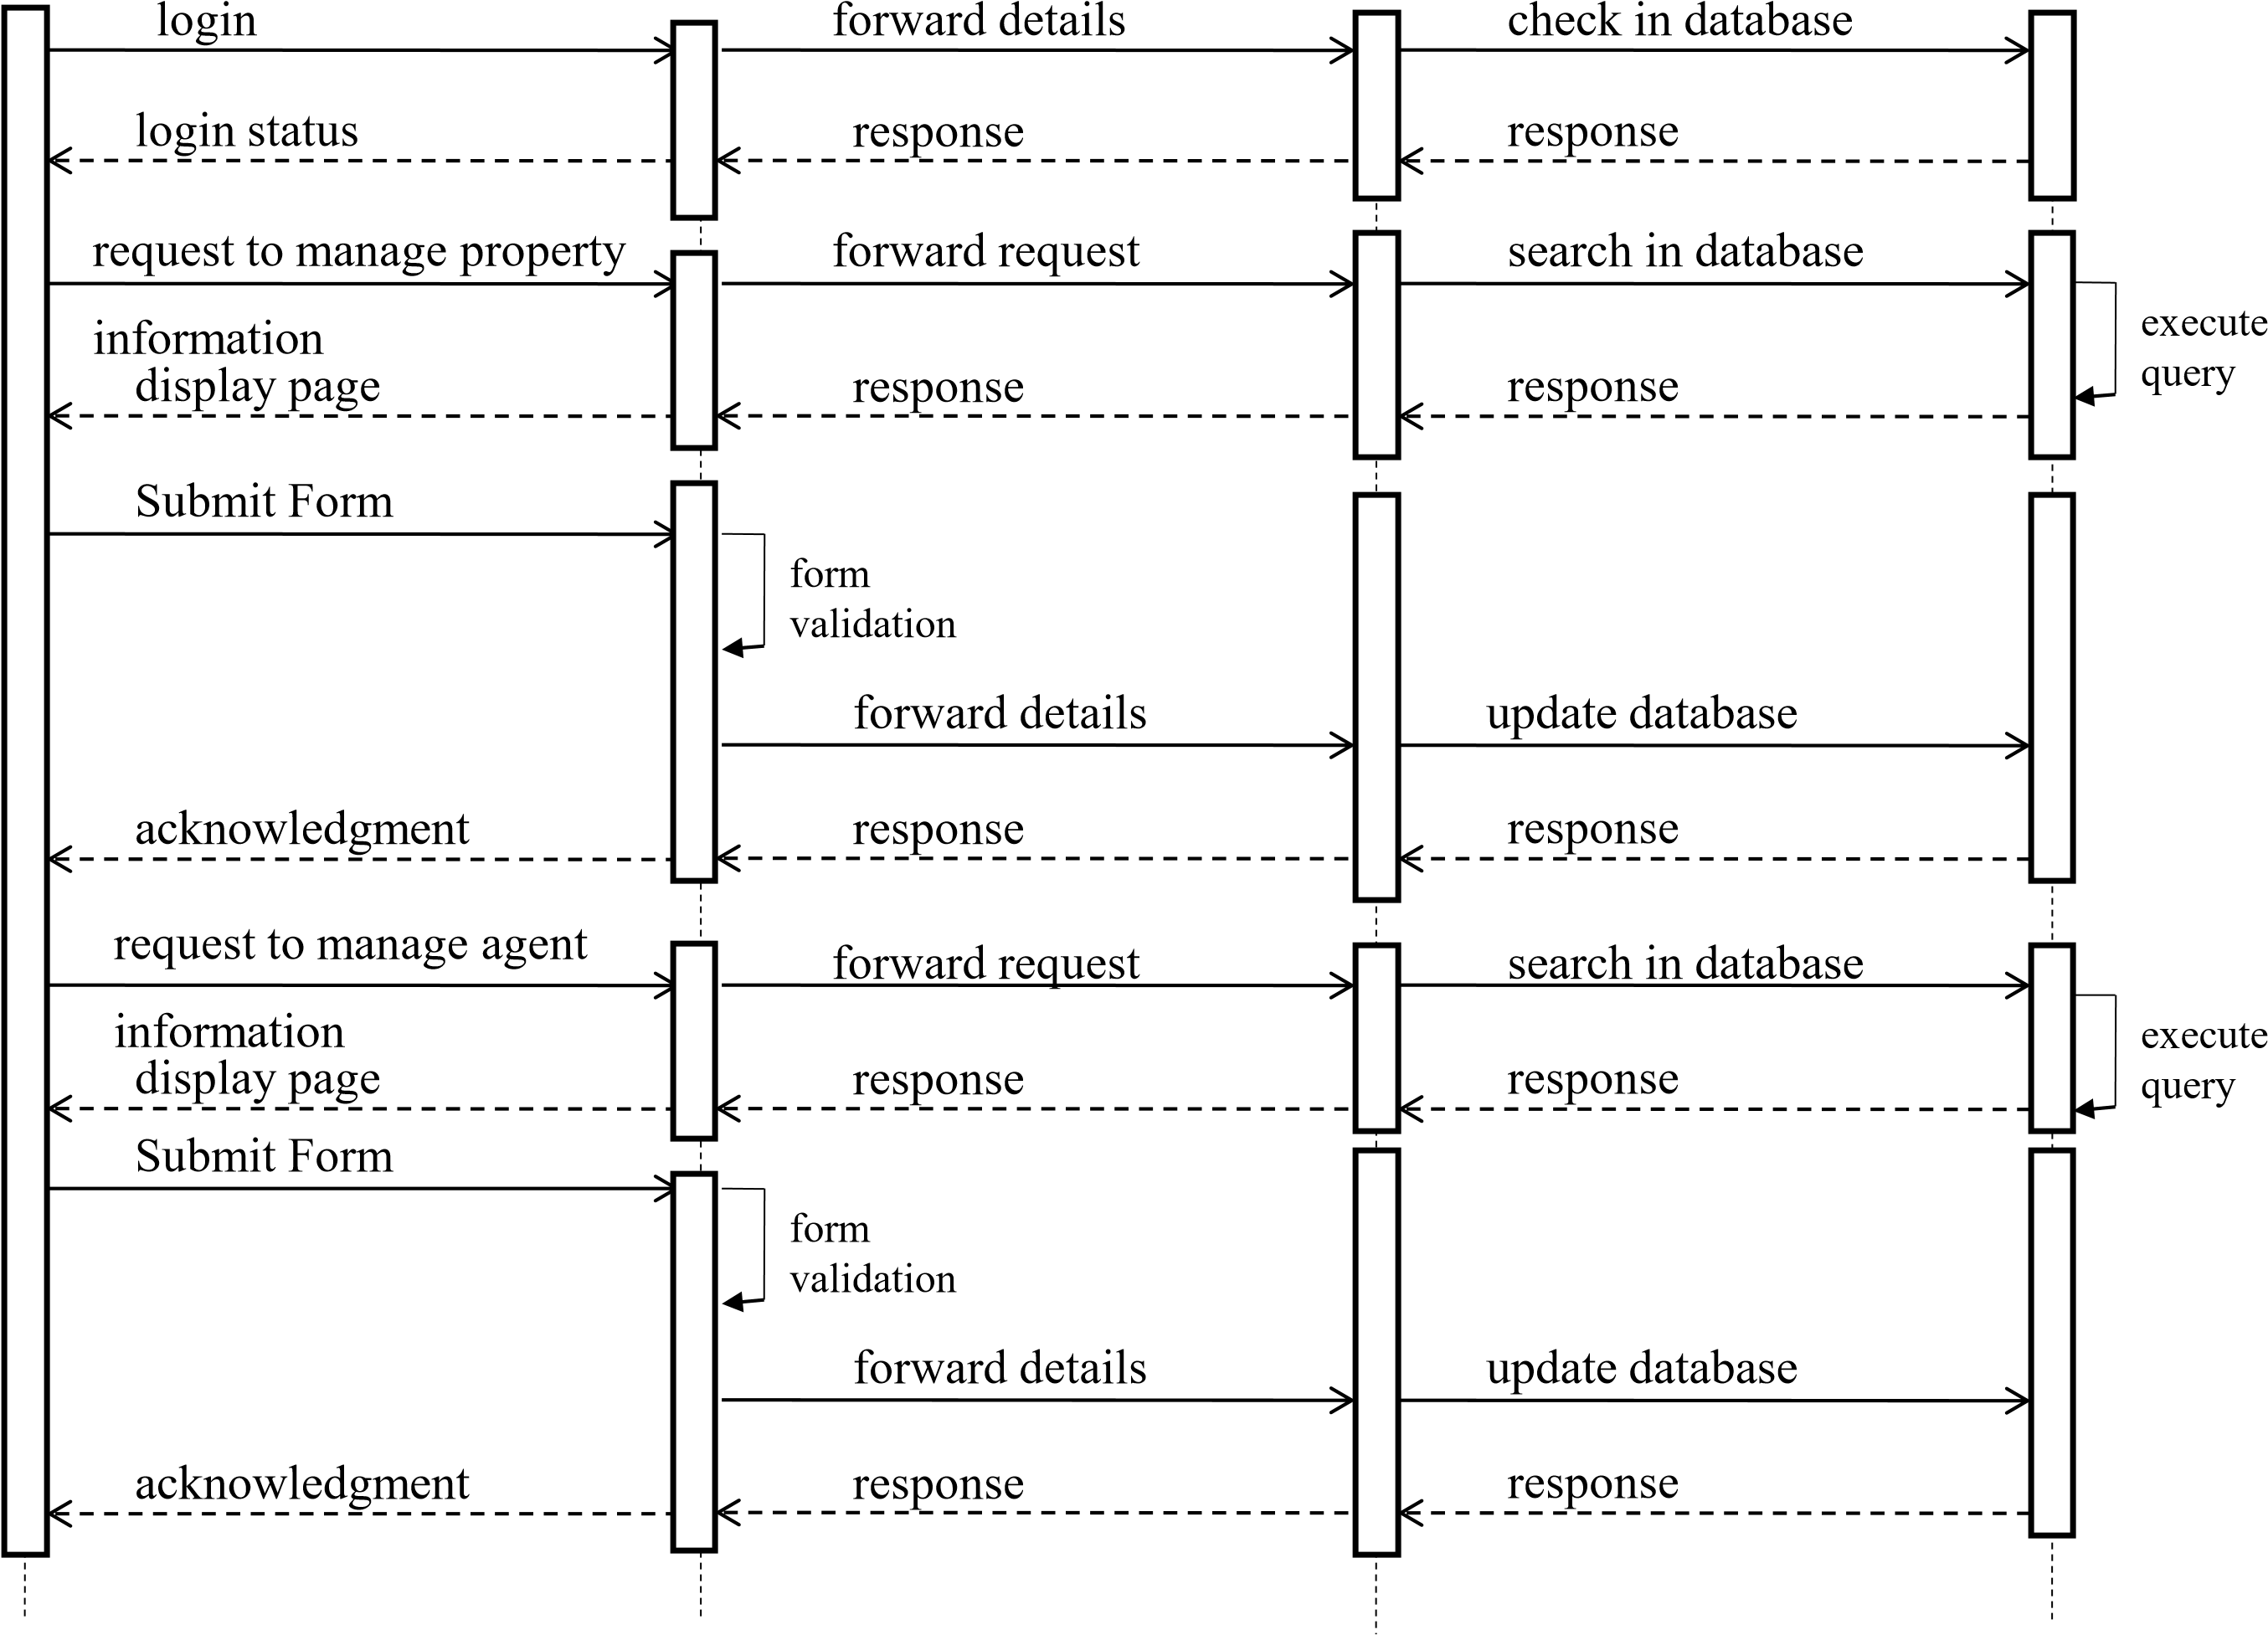 login
forward details
check in database
login status
response
response
request to manage property
forward request
search in database
execute
query
information
display page
response
response
Submit Form
form
validation
forward details
update database
acknowledgment
response
response
request to manage agent
forward request
search in database
execute
query
information
display page
response
response
Submit Form
form
validation
forward details
update database
acknowledgment
response
response